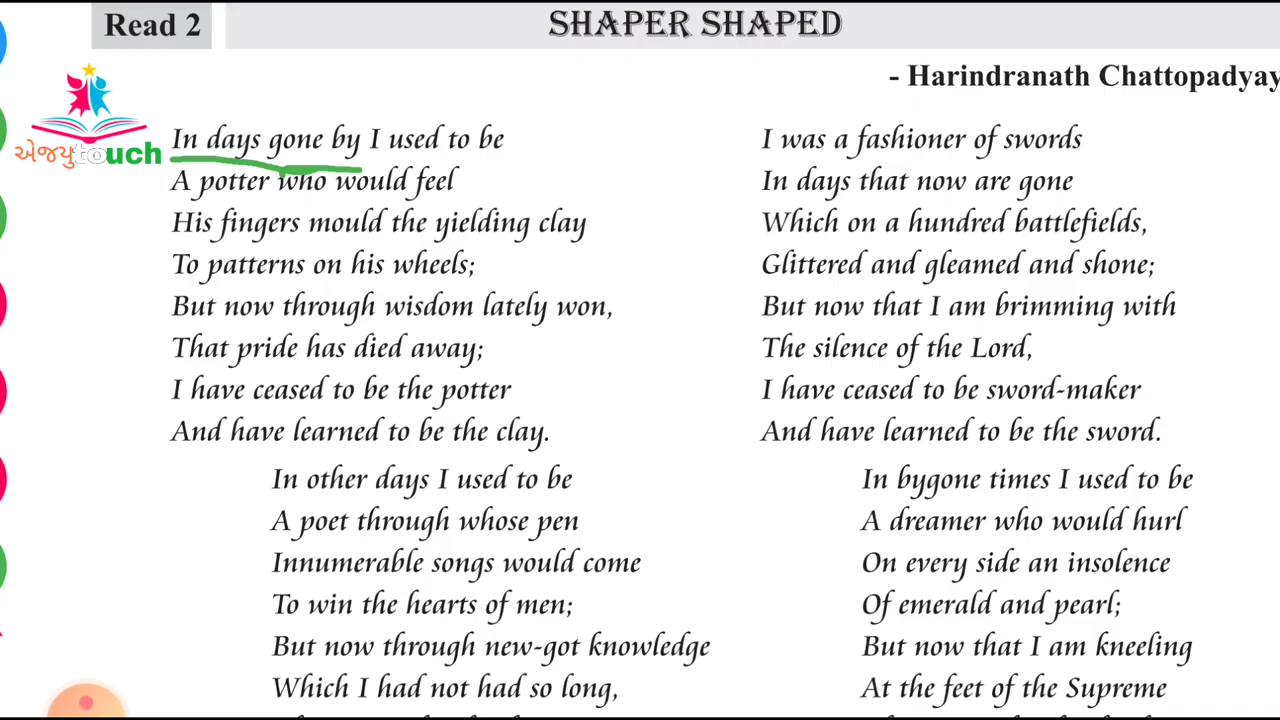 Read 2
SHAPER SHAPED
- Harindranath Chattopadyay
એજયુtouch
In days gone by I used to be
A potter who would feel
His fingers mould the yielding clay
To patterns on his wheels;
But now through wisdom lately won,
That pride has died away;
I have ceased to be the potter
And have learned to be the clay.
In other days I used to be
A poet through whose pen
Innumerable songs would come
To win the hearts of men;
But now through new-got knowledge
Which I had not had so long,
I was a fashioner of swords
In days that now are gone
Which on a hundred battlefields,
Glittered and gleamed and shone;
But now that I am brimming with
The silence of the Lord,
I have ceased to be sword-maker
And have learned to be the sword.
In bygone times I used to be
A dreamer who would hurl
On every side an insolence
Of emerald and pearl;
But now that I am kneeling
At the feet of the Supreme